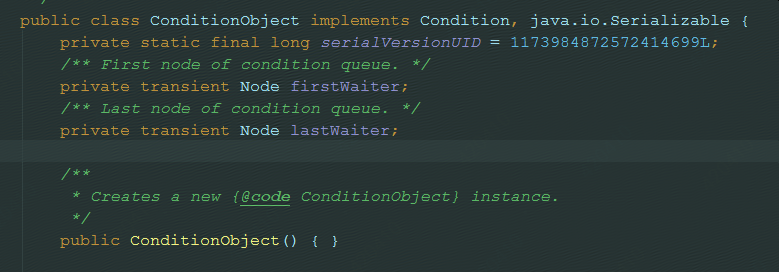 */
public class ConditionObject implements Condition, java.io.Serializable {
private static final long serialVersionUID = 1173984872572414699L;
/** First node of condition queue. */
private transient Node firstWaiter;
/** Last node of condition queue. */
private transient Node lastWaiter;
/**
* Creates a new {@code ConditionObject} instance.
*/
public ConditionObject() { }